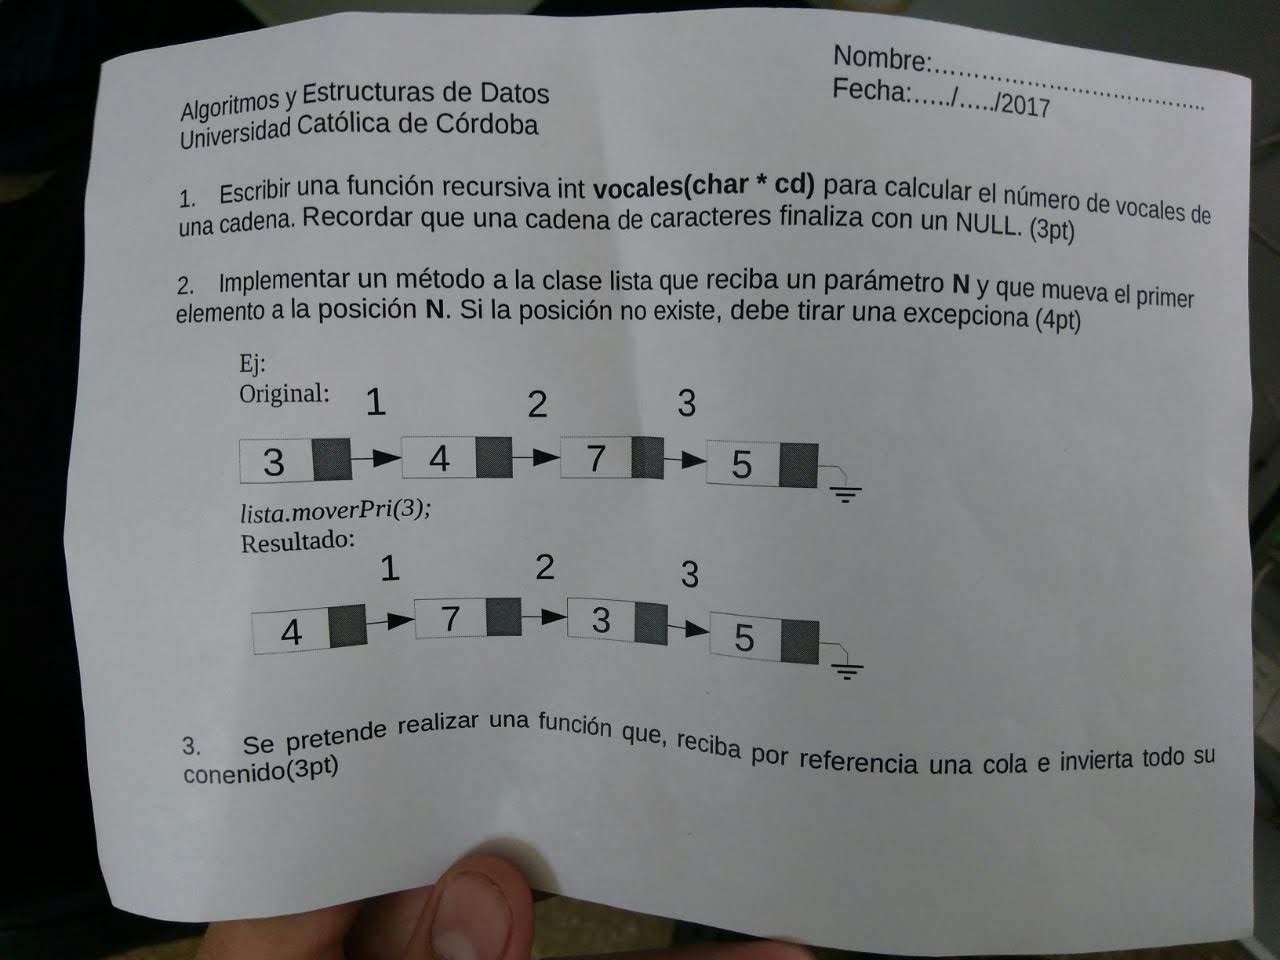 Nombre:.......................................
Fecha:...../...../2017
Algoritmos y Estructuras de Datos
Universidad Católica de Córdoba
1. Escribir una función recursiva int vocales(char * cd) para calcular el número de vocales de
una cadena. Recordar que una cadena de caracteres finaliza con un NULL. (3pt)
2. Implementar un método a la clase lista que reciba un parámetro N y que mueva el primer
elemento a la posición N. Si la posición no existe, debe tirar una excepciona (4pt)
Ej:
Original:
1 2 3
3 4 7 5
lista.moverPri(3);
Resultado:
1 2 3
4 7 3 5
3. Se pretende realizar una función que, reciba por referencia una cola e invierta todo su
conenido(3pt)